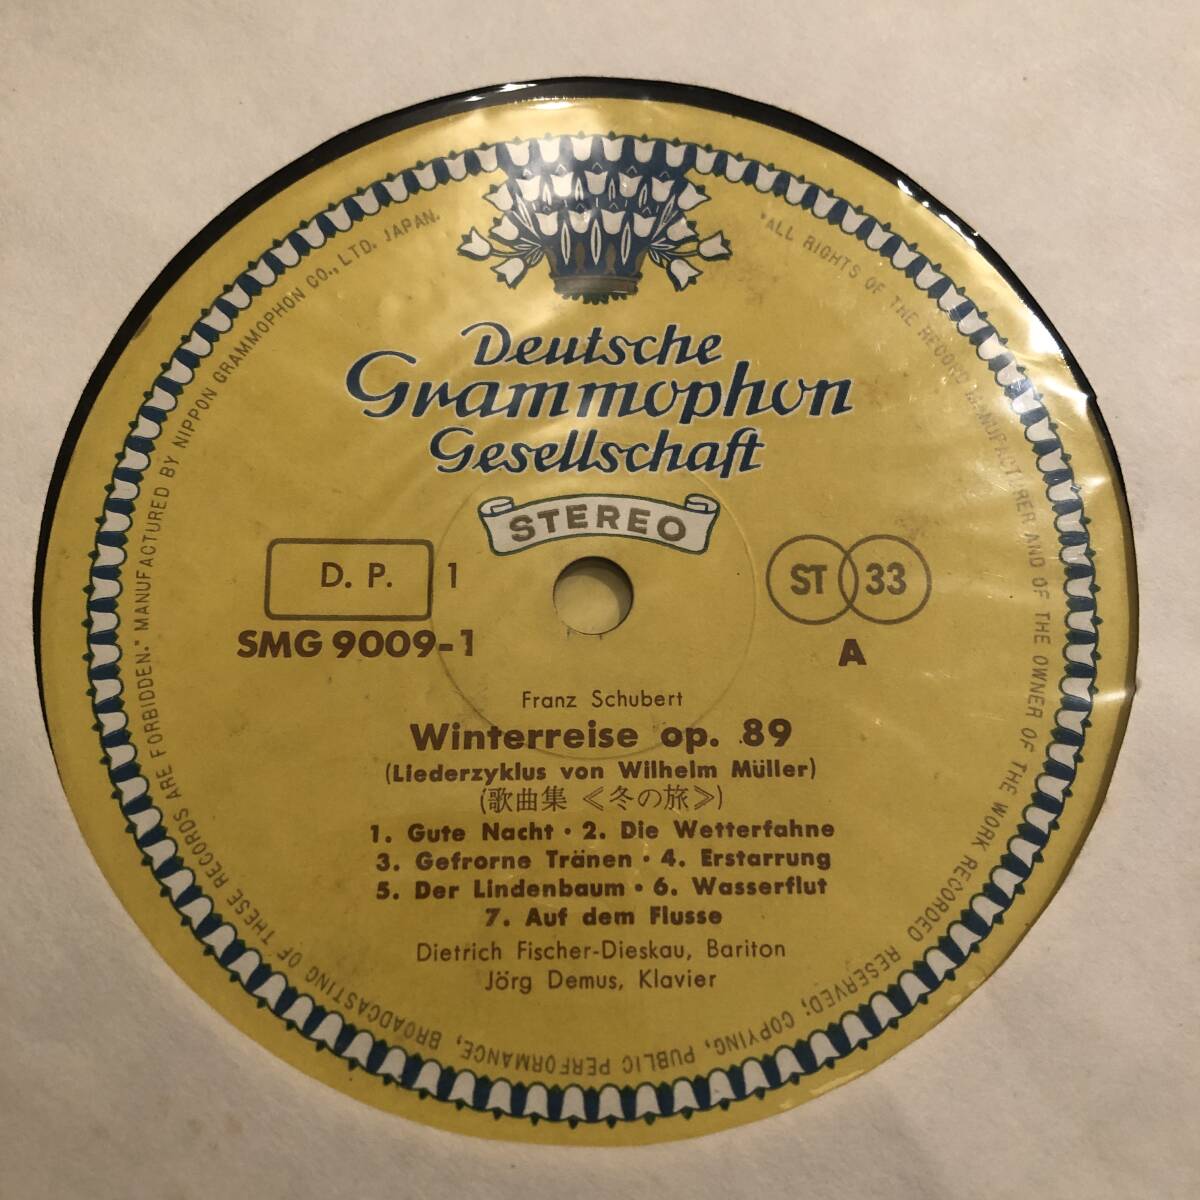 "ALL RIGHTS OF THE RECORD MANUFACTURER AND OF THE OWNER OF THE WORK RECORDED RESERVED; COPYING, PUBLIC PERFORMANCE, BROADCASTING OF THESE RECORDS ARE FORBIDDEN." MANUFACTURED BY NIPPON GRAMMOPHON CO., LTD. JAPAN.
Deutsche
Grammophon
Gesellschaft
STEREO
D. P. 1 ST 33
SMG 9009-1 A
Franz Schubert
Winterreise op. 89
(Liederzyklus von Wilhelm Müller)
(歌曲集 ≪冬の旅≫)
1. Gute Nacht · 2. Die Wetterfahne
3. Gefrorne Tränen · 4. Erstarrung
5. Der Lindenbaum · 6. Wasserflut
7. Auf dem Flusse
Dietrich Fischer-Dieskau, Bariton
Jörg Demus, Klavier